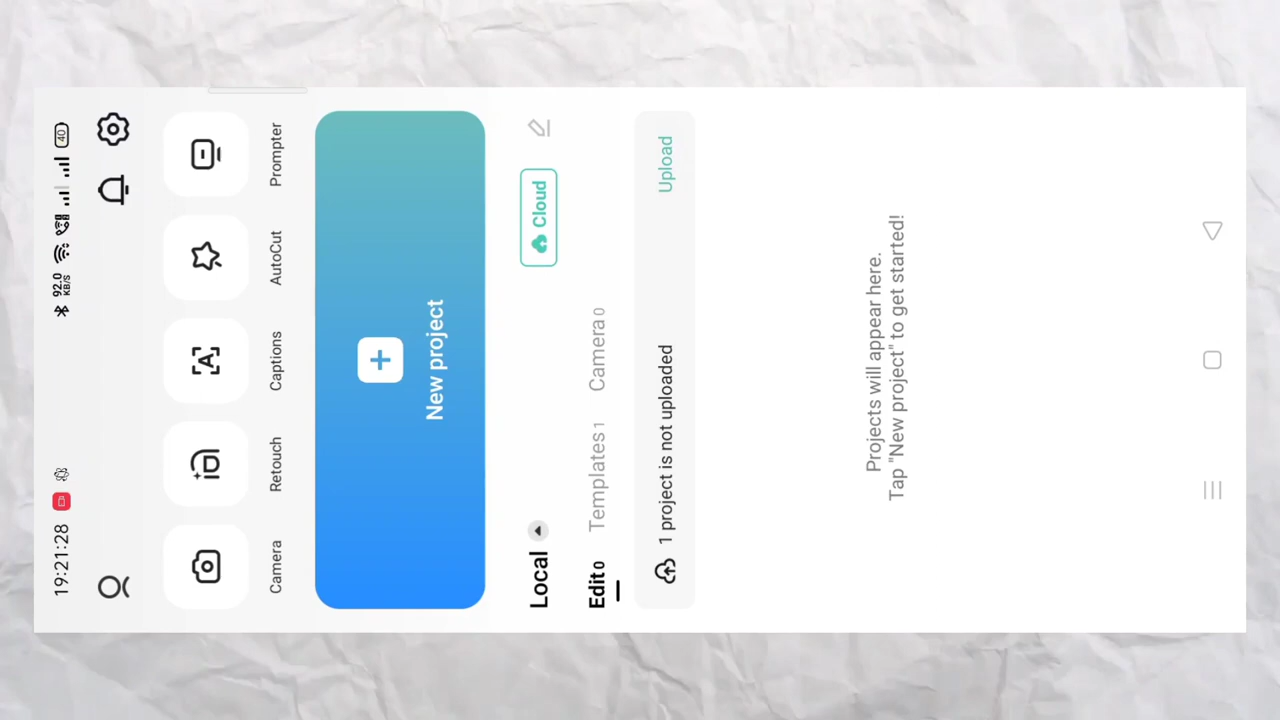 19:21:28
92.0
KB/S
40
Camera
Retouch
Captions
AutoCut
Prompter
New project
Local
Cloud
Edit 0
Templates 1
Camera 0
1 project is not uploaded
Upload
Projects will appear here.
Tap "New project" to get started!